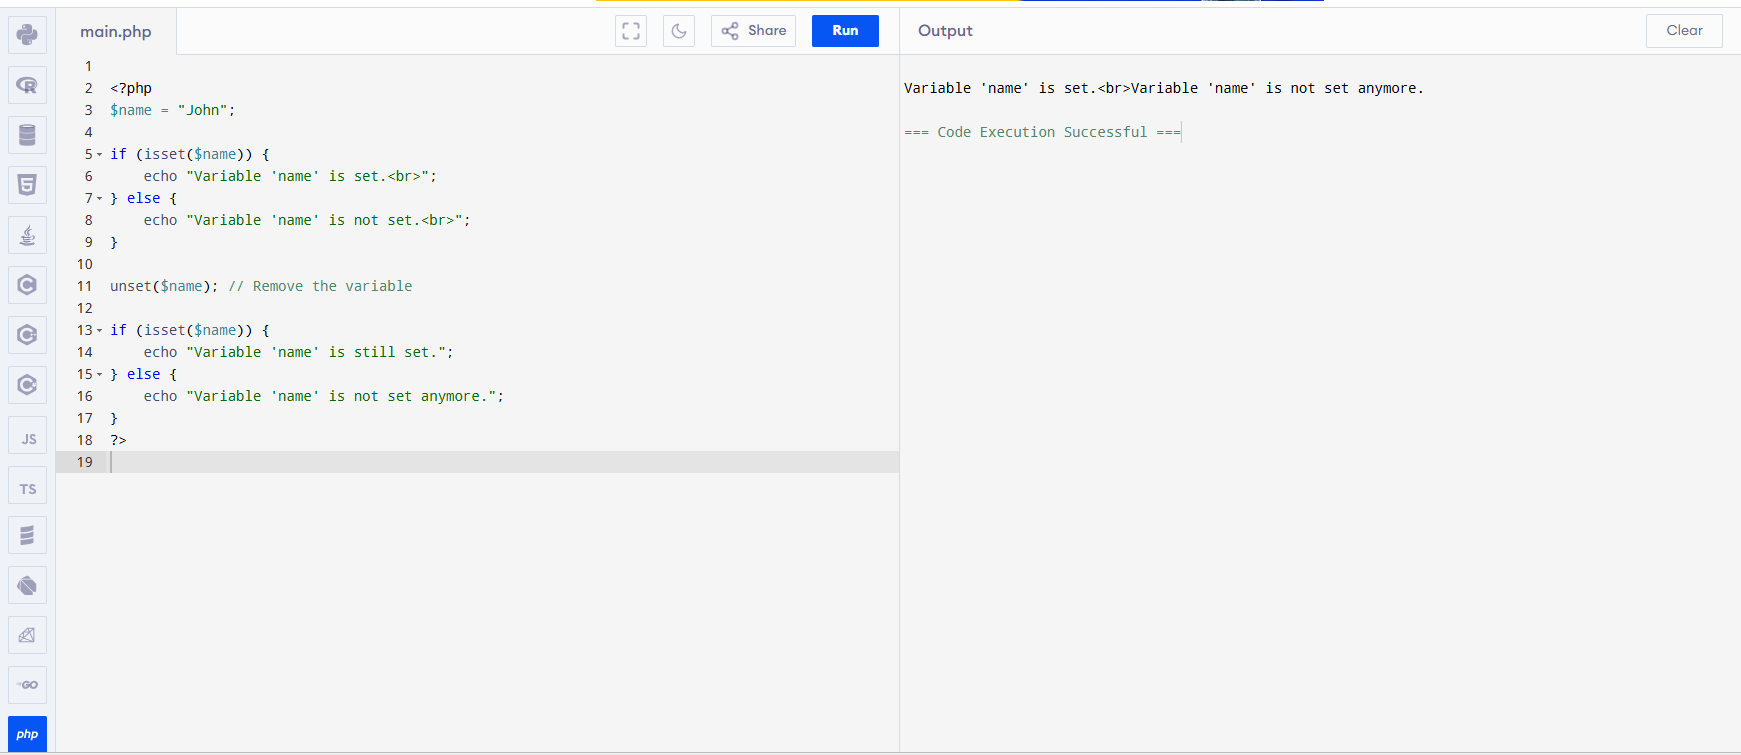 main.php
Share
Run
Output
Clear
1
2 <?php
3 $name = "John";
4
5 if (isset($name)) {
6     echo "Variable 'name' is set.<br>";
7 } else {
8     echo "Variable 'name' is not set.<br>";
9 }
10
11 unset($name); // Remove the variable
12
13 if (isset($name)) {
14     echo "Variable 'name' is still set.";
15 } else {
16     echo "Variable 'name' is not set anymore.";
17 }
18 ?>
19
Variable 'name' is set.<br>Variable 'name' is not set anymore.
=== Code Execution Successful ===
R
5
C
C
C
JS
TS
GO
php